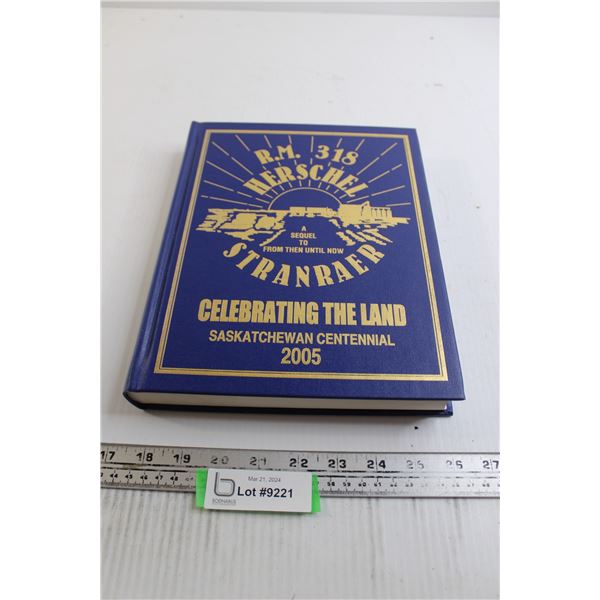 R.M. 318
HERSCHEL
A
SEQUEL
TO
FROM THEN UNTIL NOW
STRANRAER
CELEBRATING THE LAND
SASKATCHEWAN CENTENNIAL
2005
17 18 19 20 21 22 23 24 25 26 27
Mar 21, 2024
Lot #9221
BODNARUS